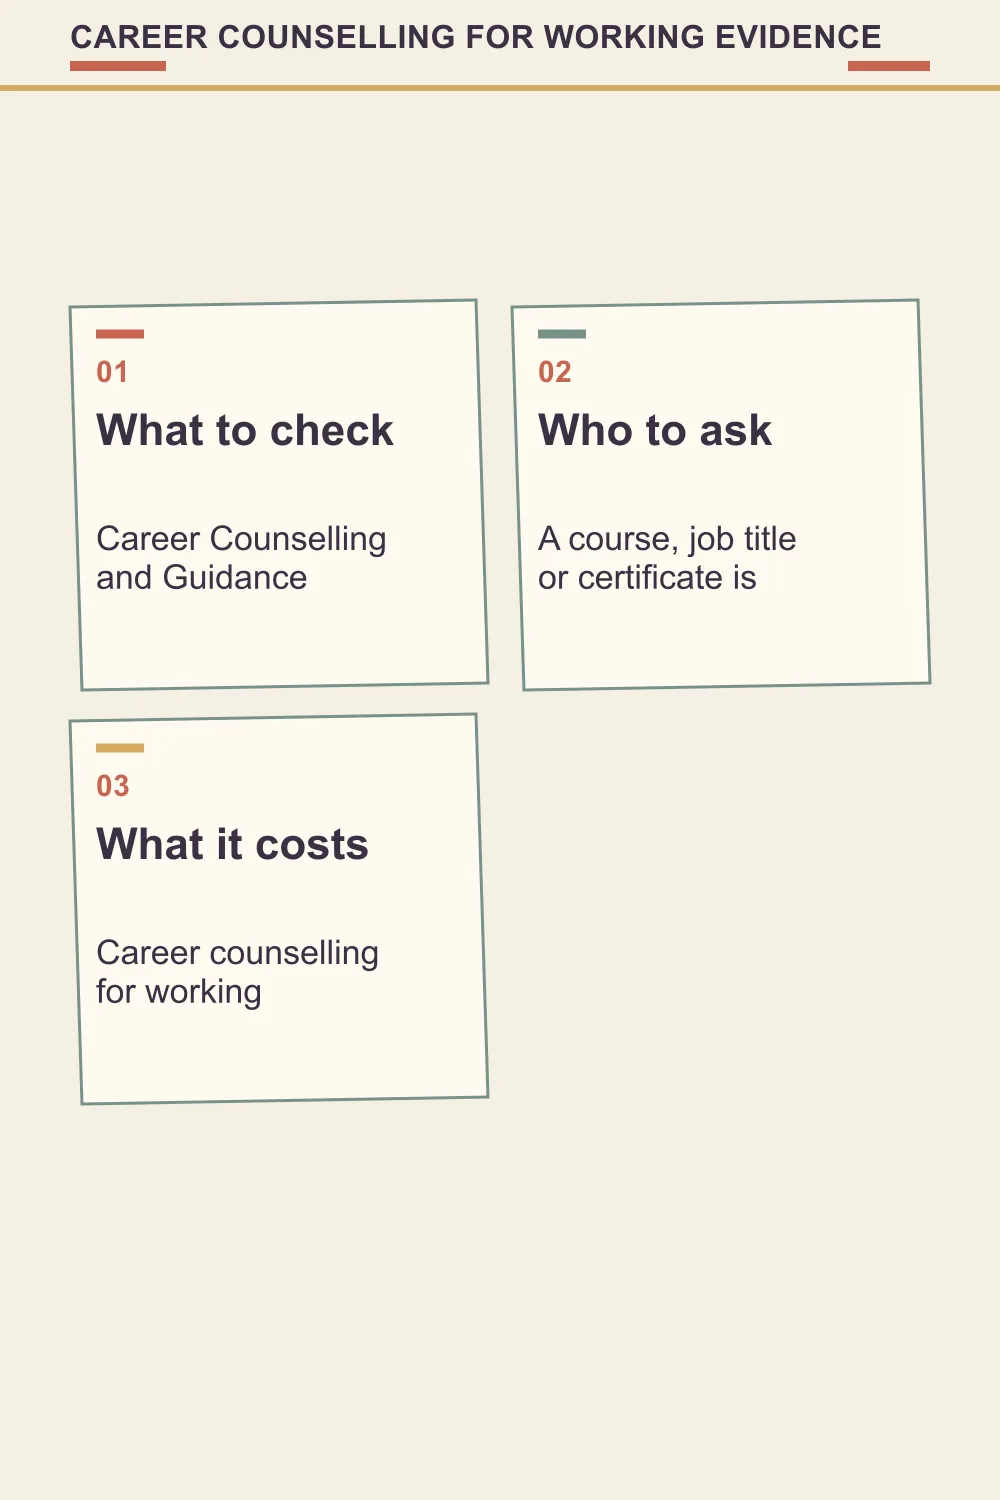 CAREER COUNSELLING FOR WORKING EVIDENCE
01
What to check
Career Counselling
and Guidance
02
Who to ask
A course, job title
or certificate is
03
What it costs
Career counselling
for working